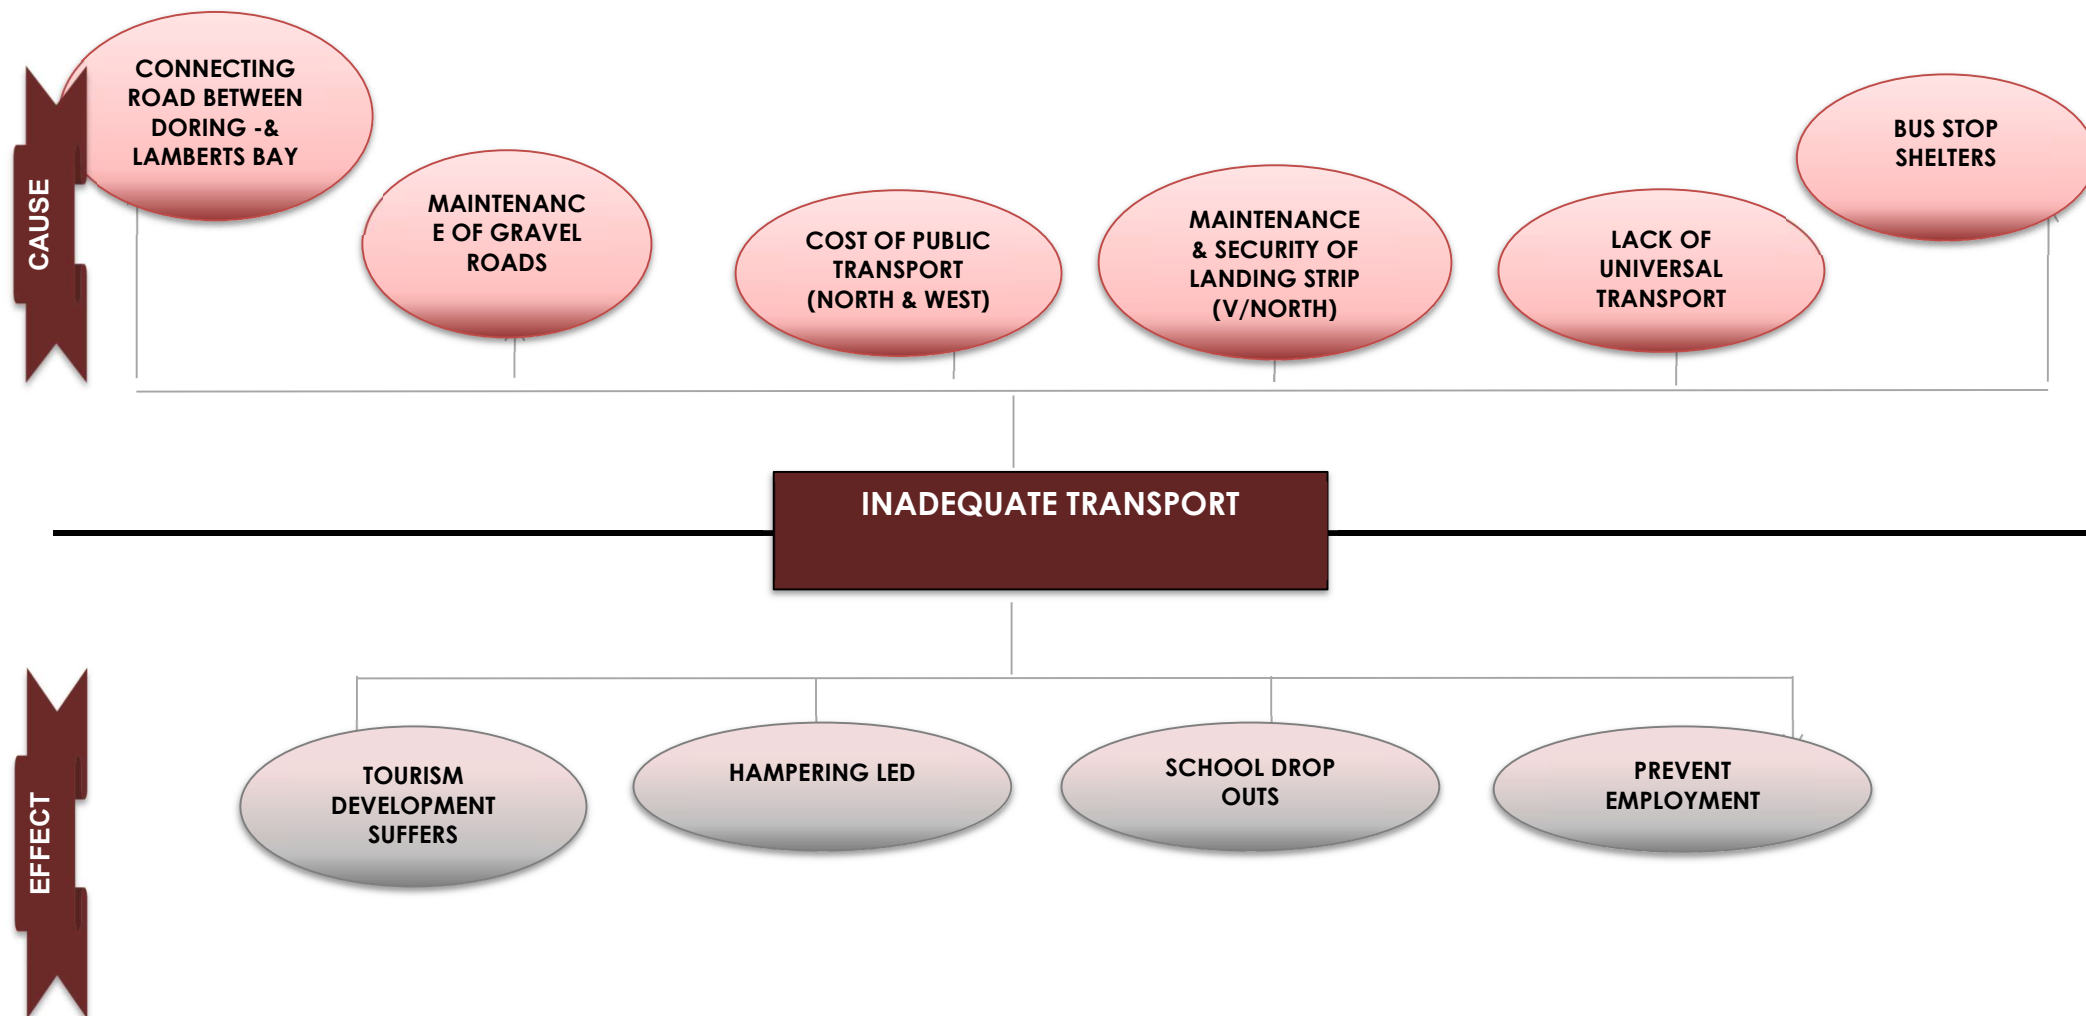 CAUSE
CONNECTING
ROAD BETWEEN
DORING -&
LAMBERTS BAY
MAINTENANC
E OF GRAVEL
ROADS
COST OF PUBLIC
TRANSPORT
(NORTH & WEST)
MAINTENANCE
& SECURITY OF
LANDING STRIP
(V/NORTH)
LACK OF
UNIVERSAL
TRANSPORT
BUS STOP
SHELTERS
INADEQUATE TRANSPORT
EFFECT
TOURISM
DEVELOPMENT
SUFFERS
HAMPERING LED
SCHOOL DROP
OUTS
PREVENT
EMPLOYMENT